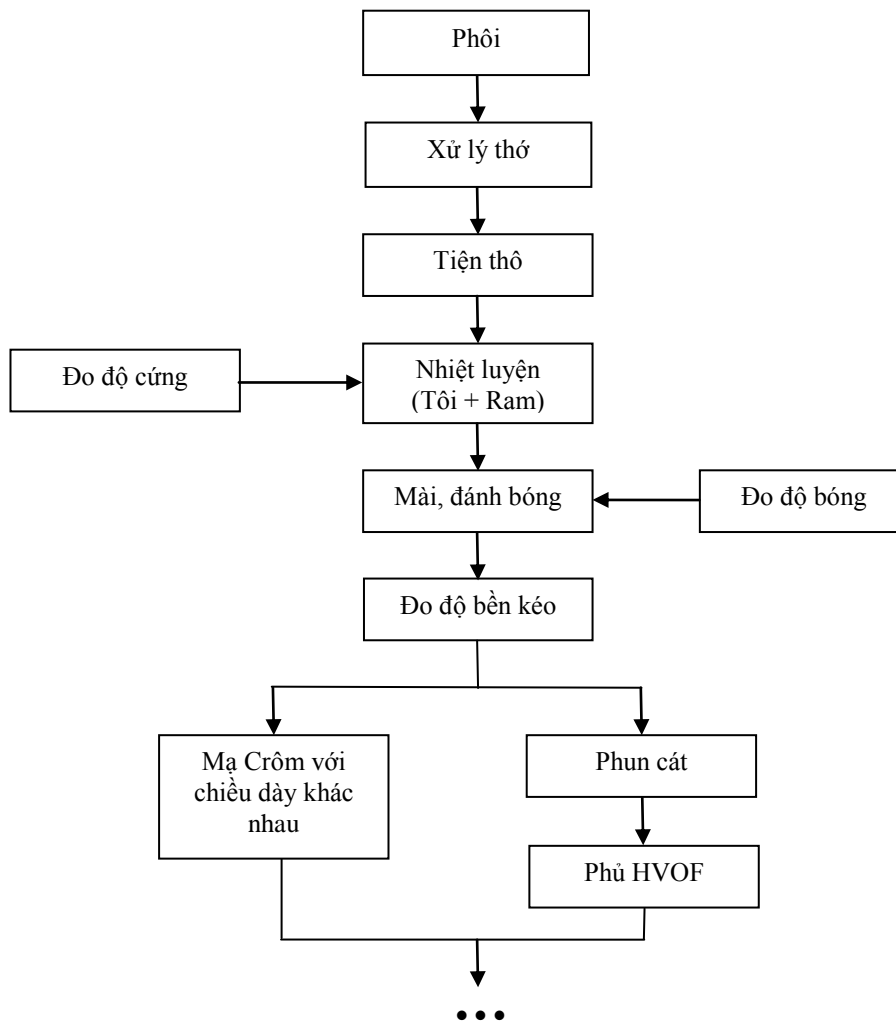 Phôi
Xử lý thớ
Tiện thô
Đo độ cứng
Nhiệt luyện
(Tôi + Ram)
Mài, đánh bóng
Đo độ bóng
Đo độ bền kéo
Mạ Crôm với
chiều dày khác
nhau
Phun cát
Phủ HVOF
...